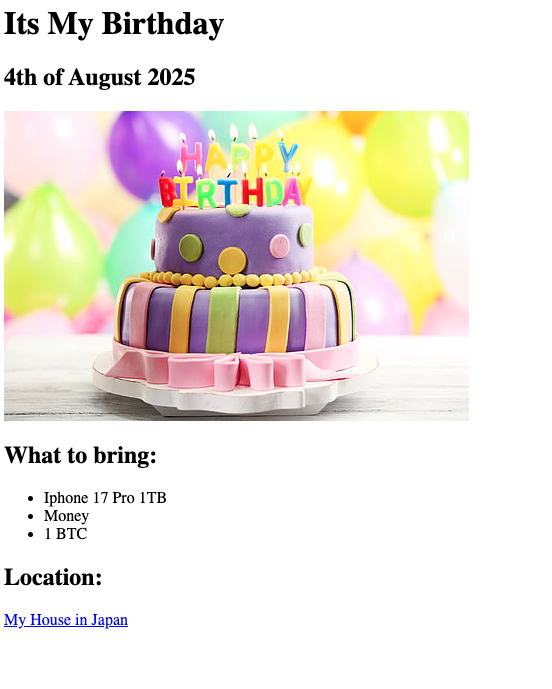 Its My Birthday
4th of August 2025
HAPPY
BIRTHDAY
What to bring:
Iphone 17 Pro 1TB
Money
1 BTC
Location:
My House in Japan